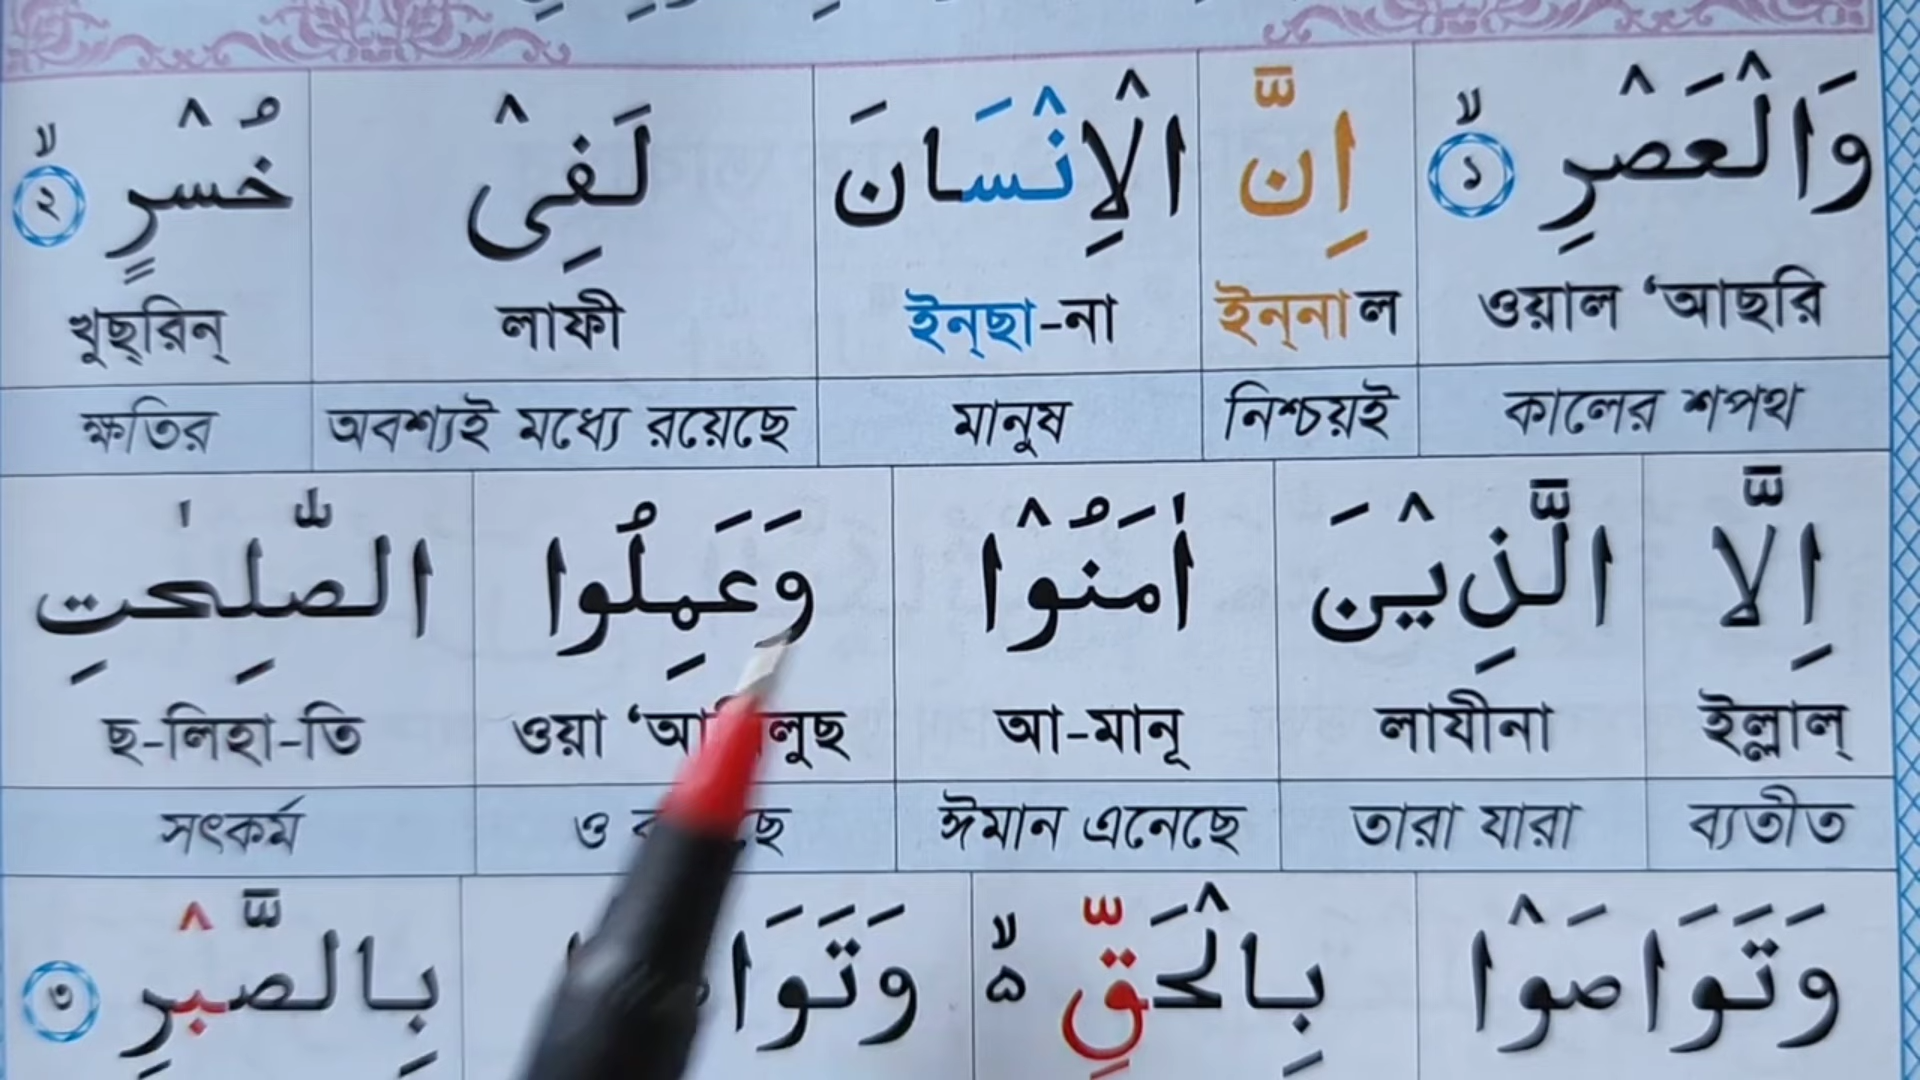 وَالْعَصْرِ ۙ ١ اِنَّ الْاِنْسَانَ لَفِىْ خُسْرٍ ۙ ٢
ওয়াল ‘আছরি ইন্‌নাল ইন্‌ছা-না লাফী খুছ্‌রিন্‌
কালের শপথ নিশ্চয়ই মানুষ অবশ্যই মধ্যে রয়েছে ক্ষতির
اِلَّا الَّذِيْنَ اٰمَنُوْا وَعَمِلُوا الصّٰلِحٰتِ
ইল্লাল্‌ লাযীনা আ-মানূ ওয়া ছ-লিহা-তি
ব্যতীত তারা যারা ঈমান এনেছে ও সৎকর্ম
وَتَوَاصَوْا بِالْحَقِّ ۙ ۵ بِالصَّبْرِ ٣